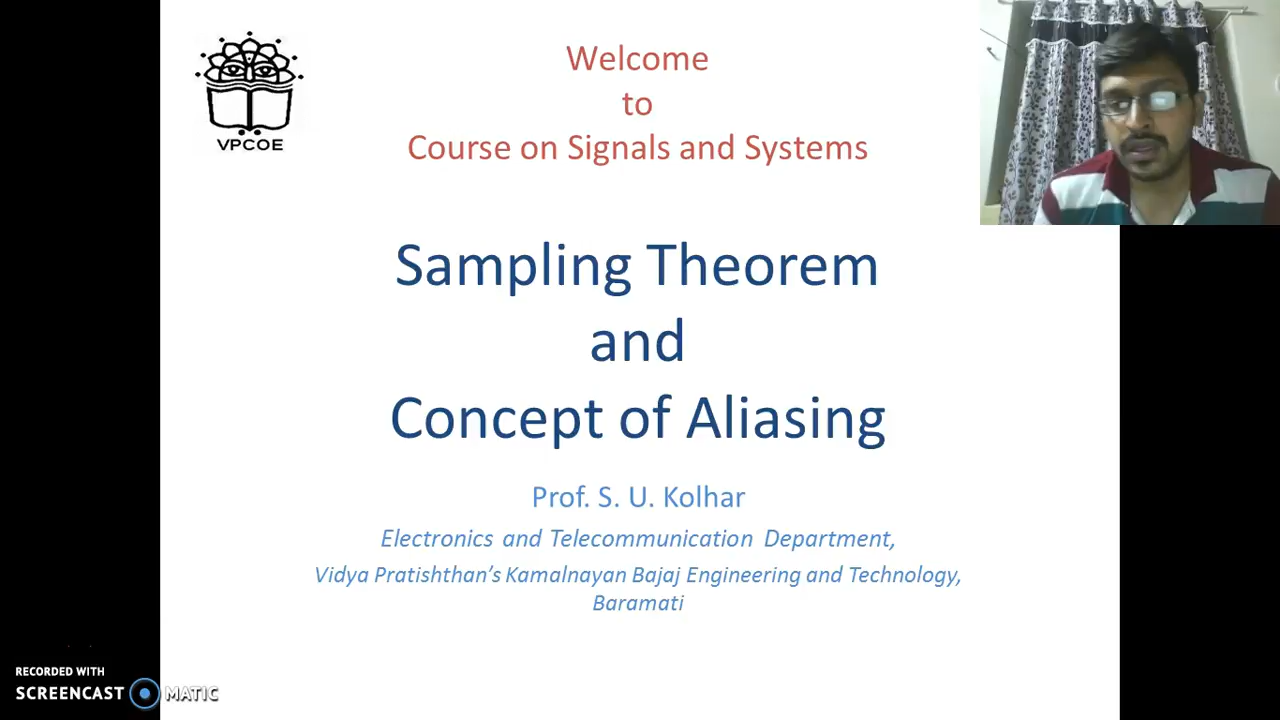 VPCOE
Welcome
to
Course on Signals and Systems
Sampling Theorem
and
Concept of Aliasing
Prof. S. U. Kolhar
Electronics and Telecommunication Department,
Vidya Pratishthan’s Kamalnayan Bajaj Engineering and Technology,
Baramati
RECORDED WITH
SCREENCAST MATIC